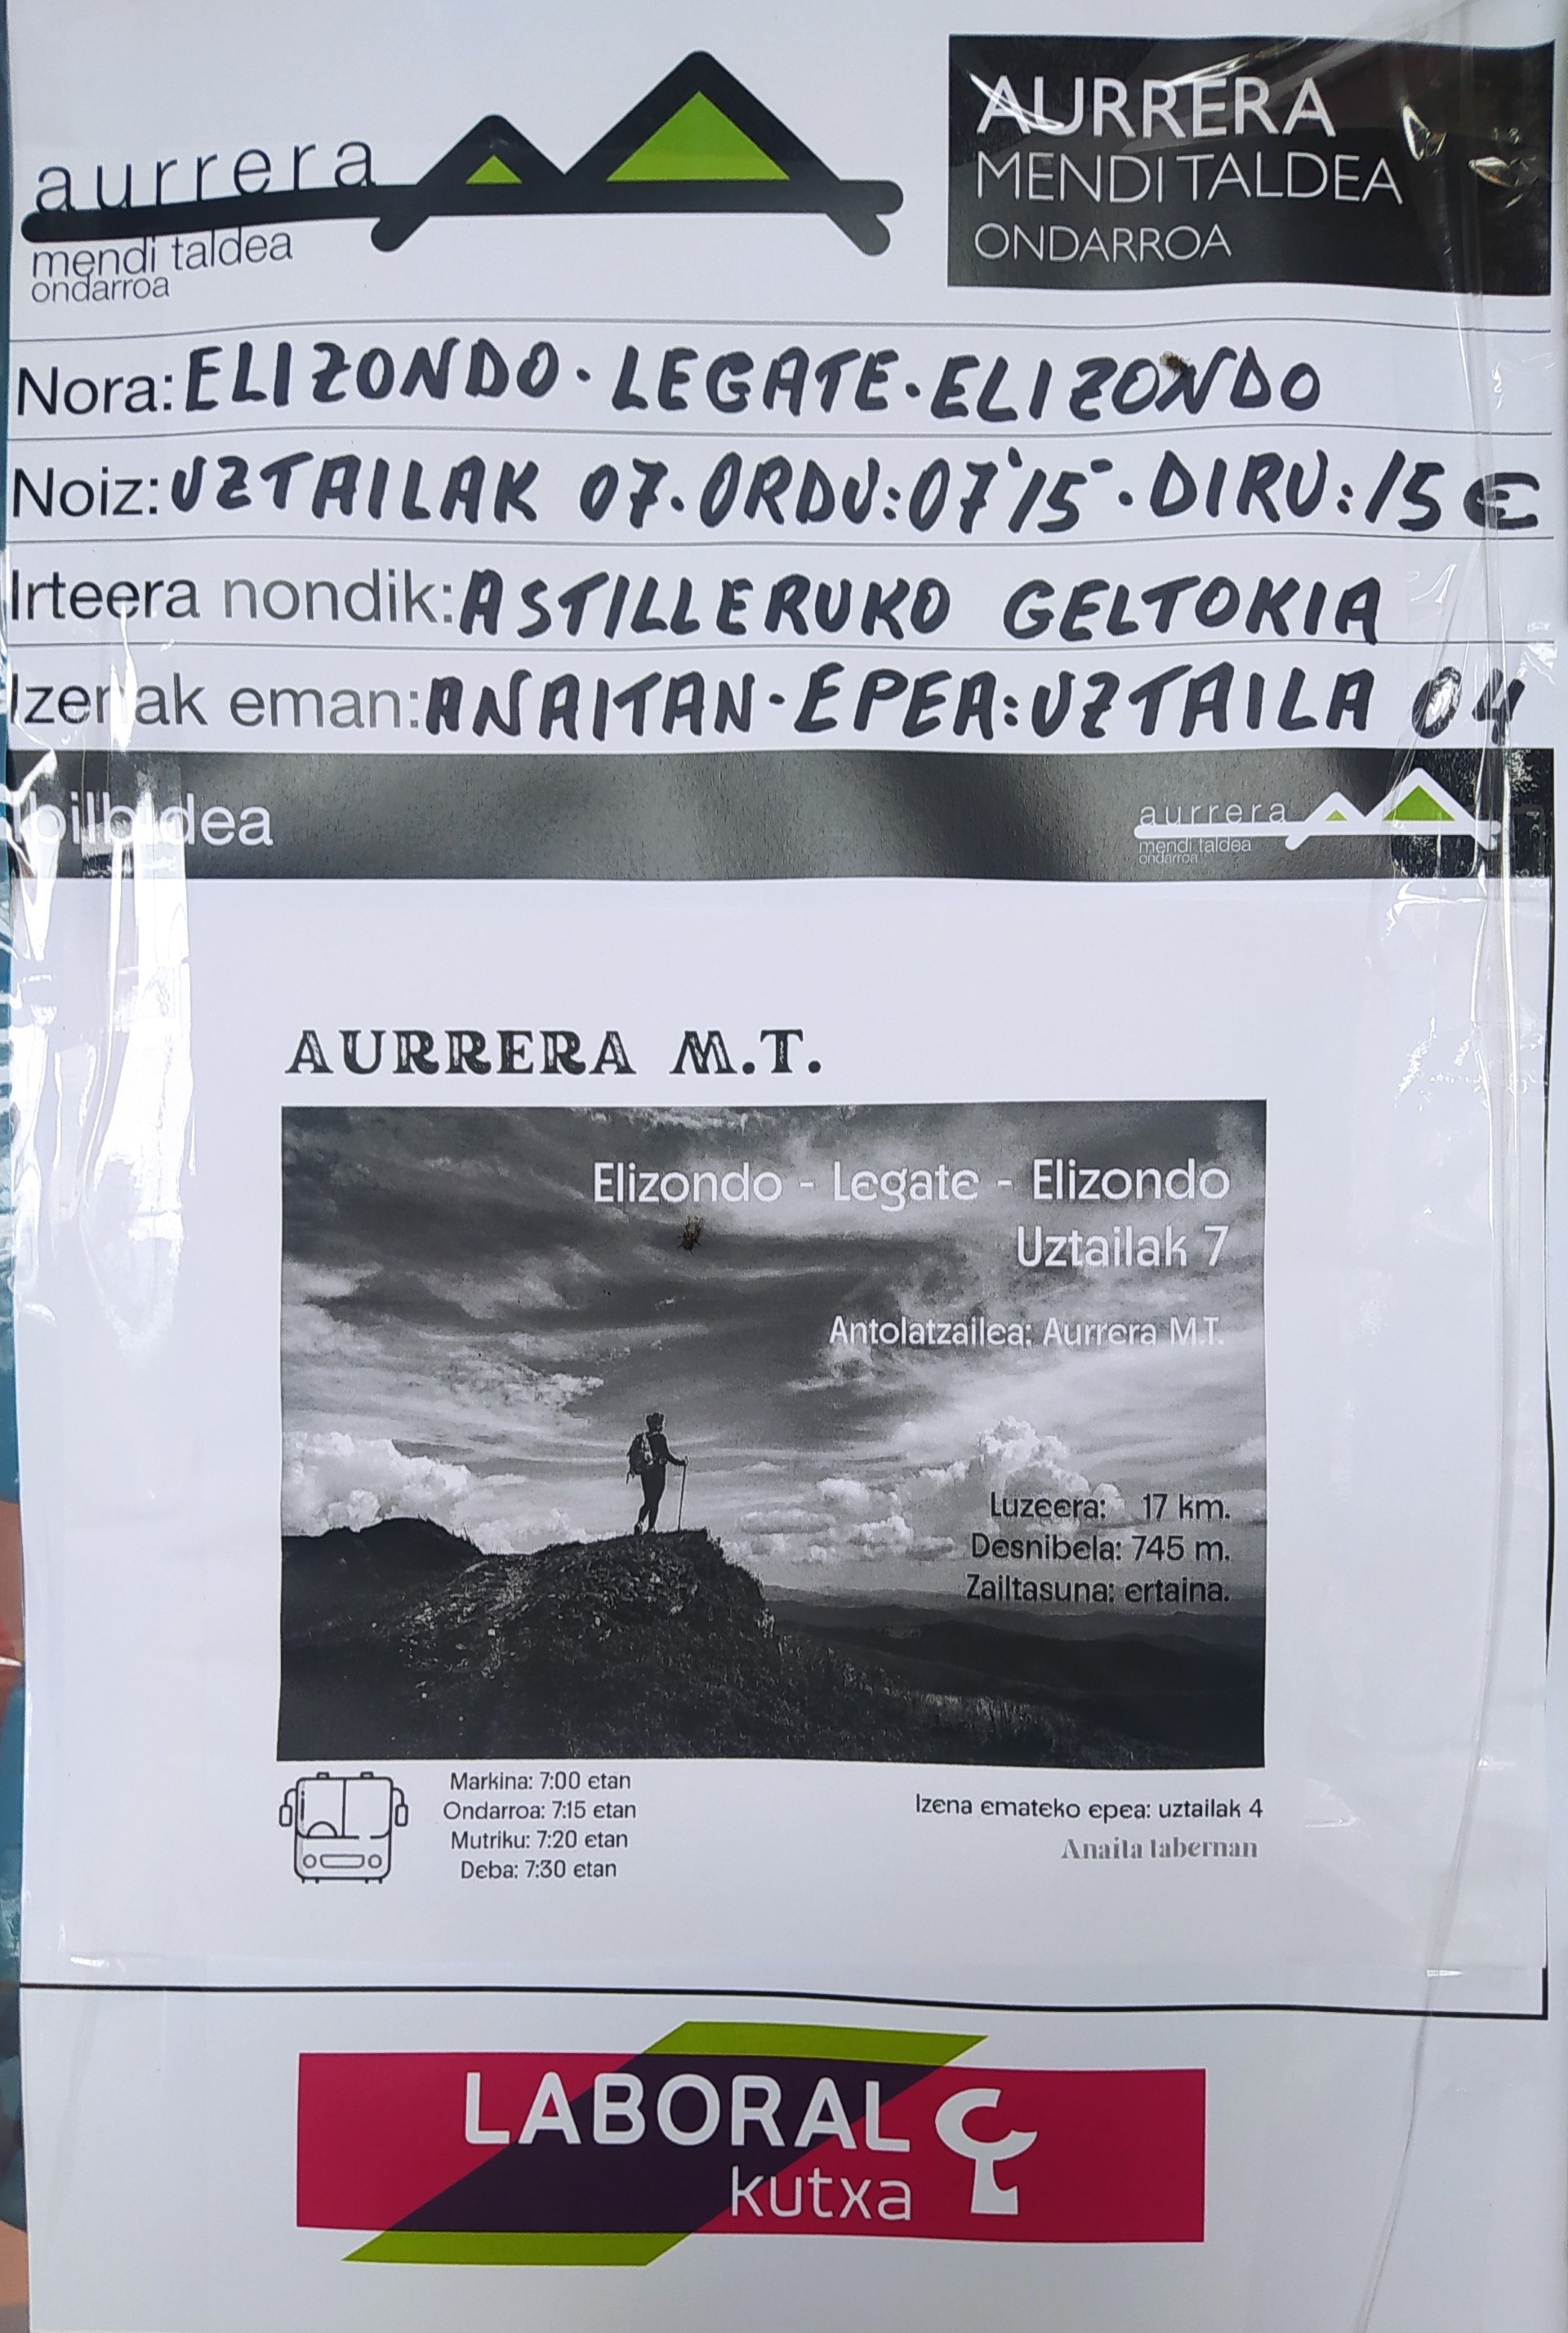 aurrera
mendi taldea
ondarroa
AURRERA
MENDI TALDEA
ONDARROA
Nora: ELIZONDO · LEGATE · ELIZONDO
Noiz: UZTAILAK 07. ORDU: 07'15 · DIRU: 15 €
Irteera nondik: ASTILLERUKO GELTOKIA
Izenak eman: ANAITAN · EPEA: UZTAILA 04
Ibilbidea
aurrera
mendi taldea
ondarroa
AURRERA M.T.
Elizondo - Legate - Elizondo
Uztailak 7
Antolatzailea: Aurrera M.T.
Luzeera: 17 km.
Desnibela: 745 m.
Zailtasuna: ertaina.
Markina: 7:00 etan
Ondarroa: 7:15 etan
Mutriku: 7:20 etan
Deba: 7:30 etan
Izena emateko epea: uztailak 4
Anaita tabernan
LABORAL
kutxa